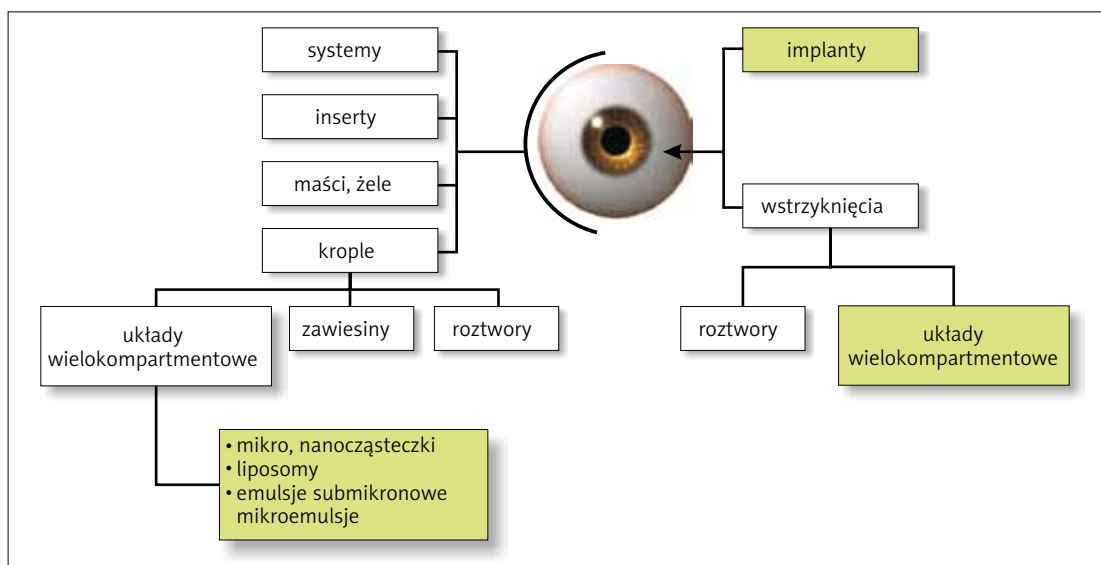 systemy
inserty
maści, żele
krople
układy
wielokompartmentowe
zawiesiny
roztwory
• mikro, nanocząsteczki
• liposomy
• emulsje submikronowe
mikroemulsje
implanty
wstrzyknięcia
roztwory
układy
wielokompartmentowe